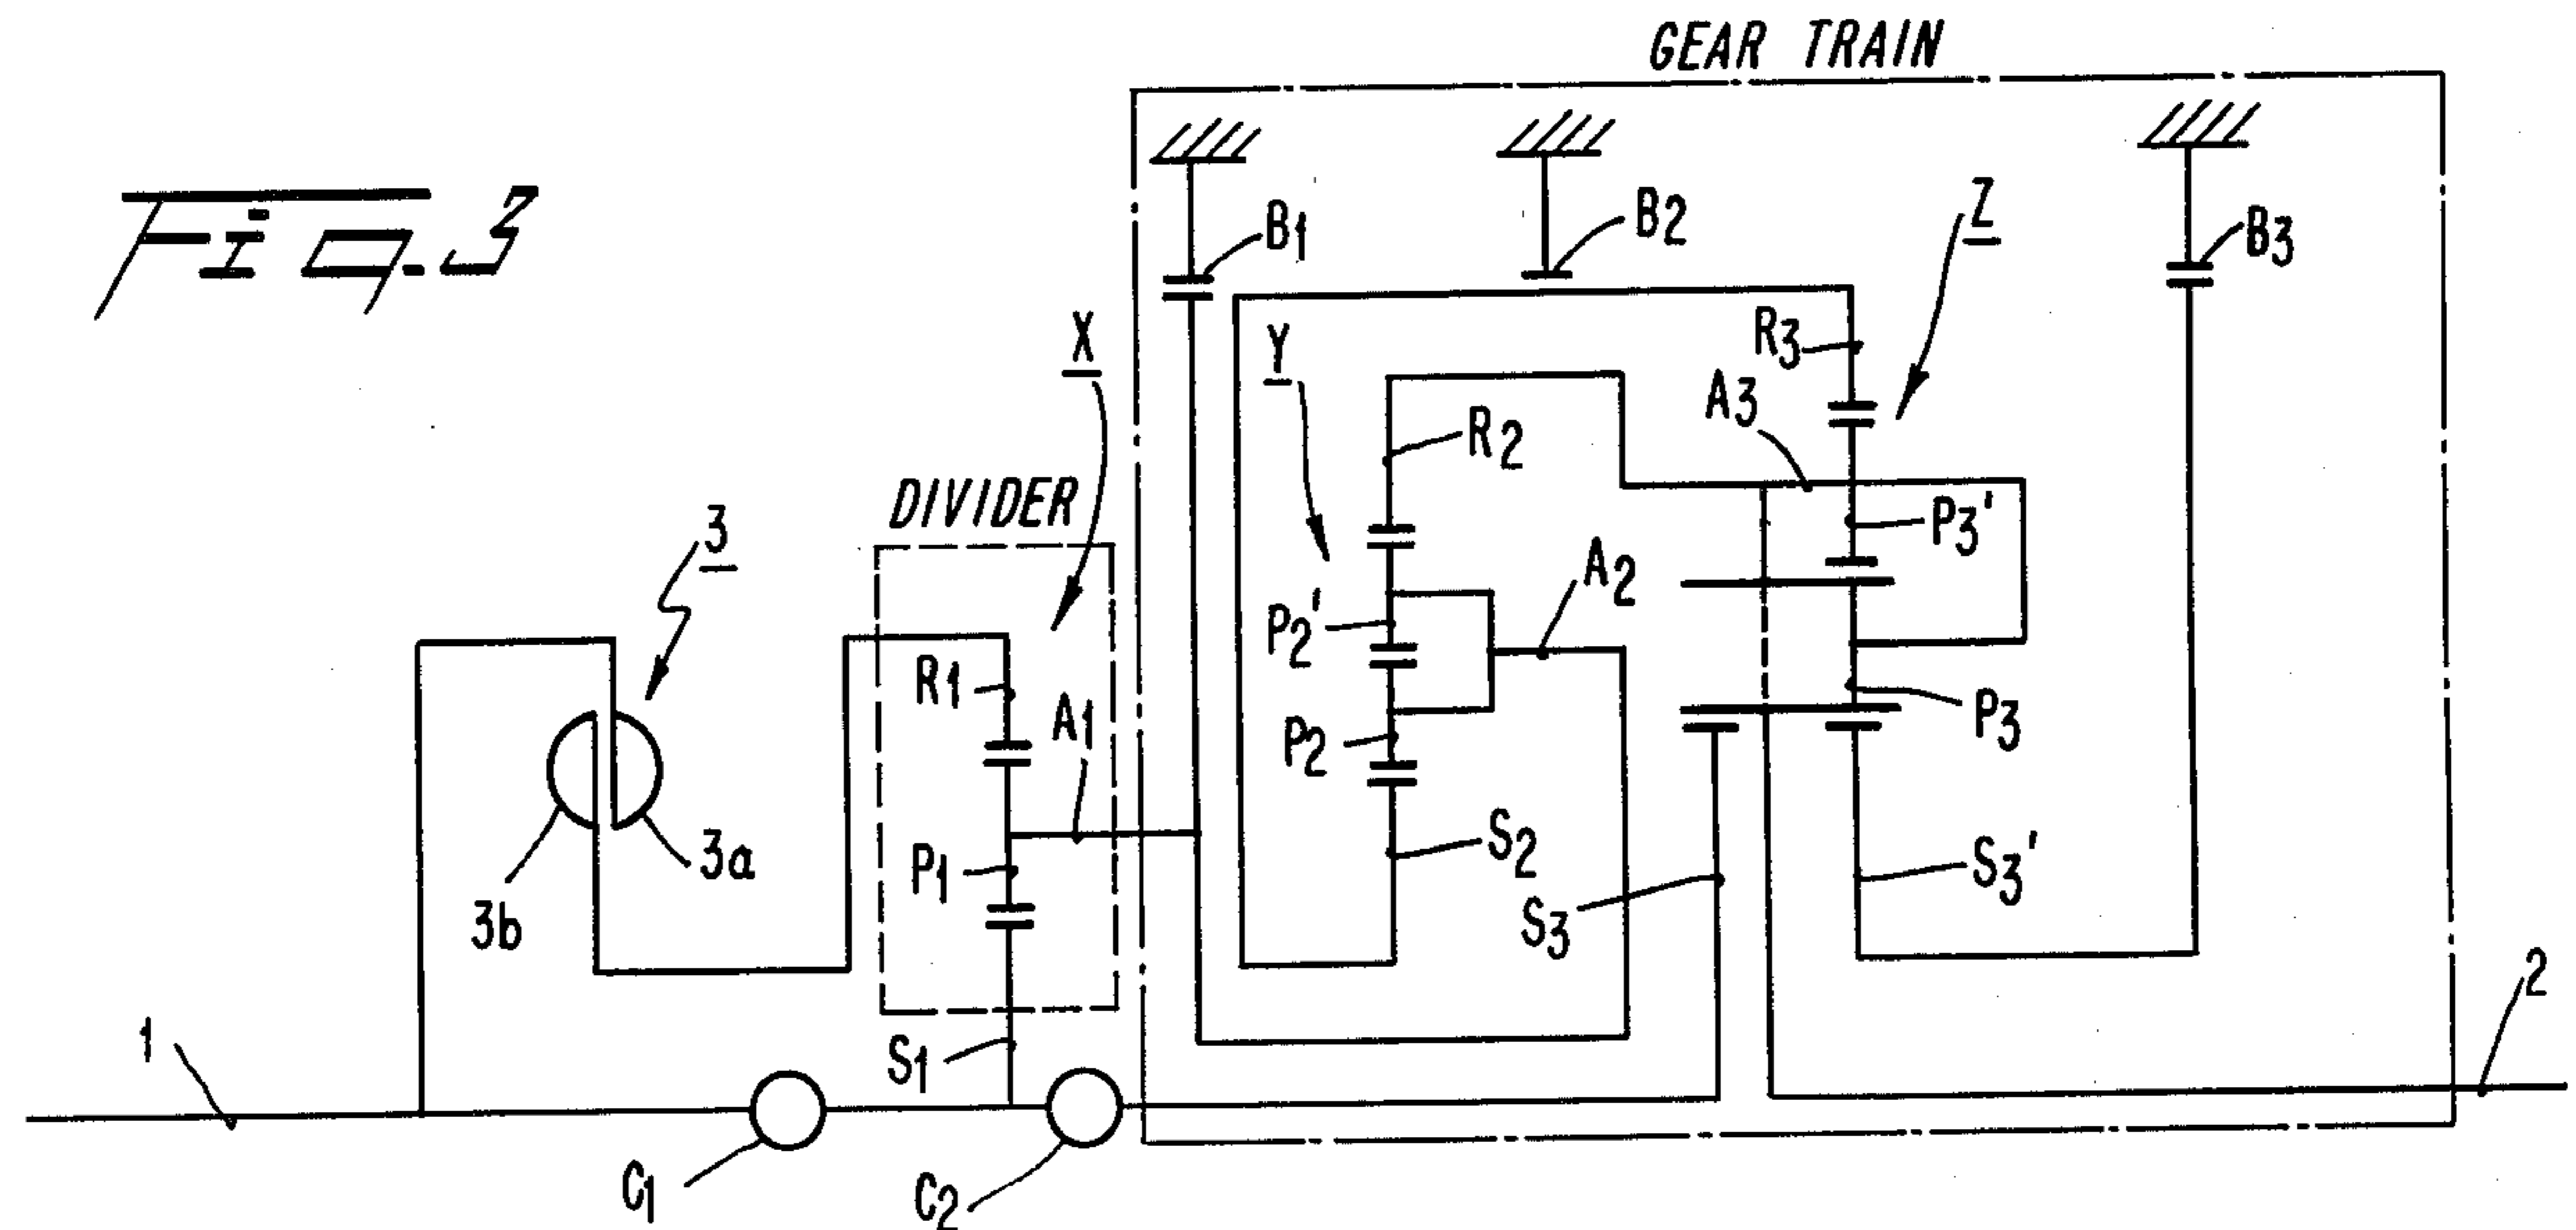 GEAR TRAIN
Fig. 2
B1
B2
Z
B3
X
Y
R3
A3
R2
DIVIDER
3
P3'
A2
P2'
R1
A1
P3
P2
3a
P1
S2
S3'
3b
S3
2
1
S1
C1
C2